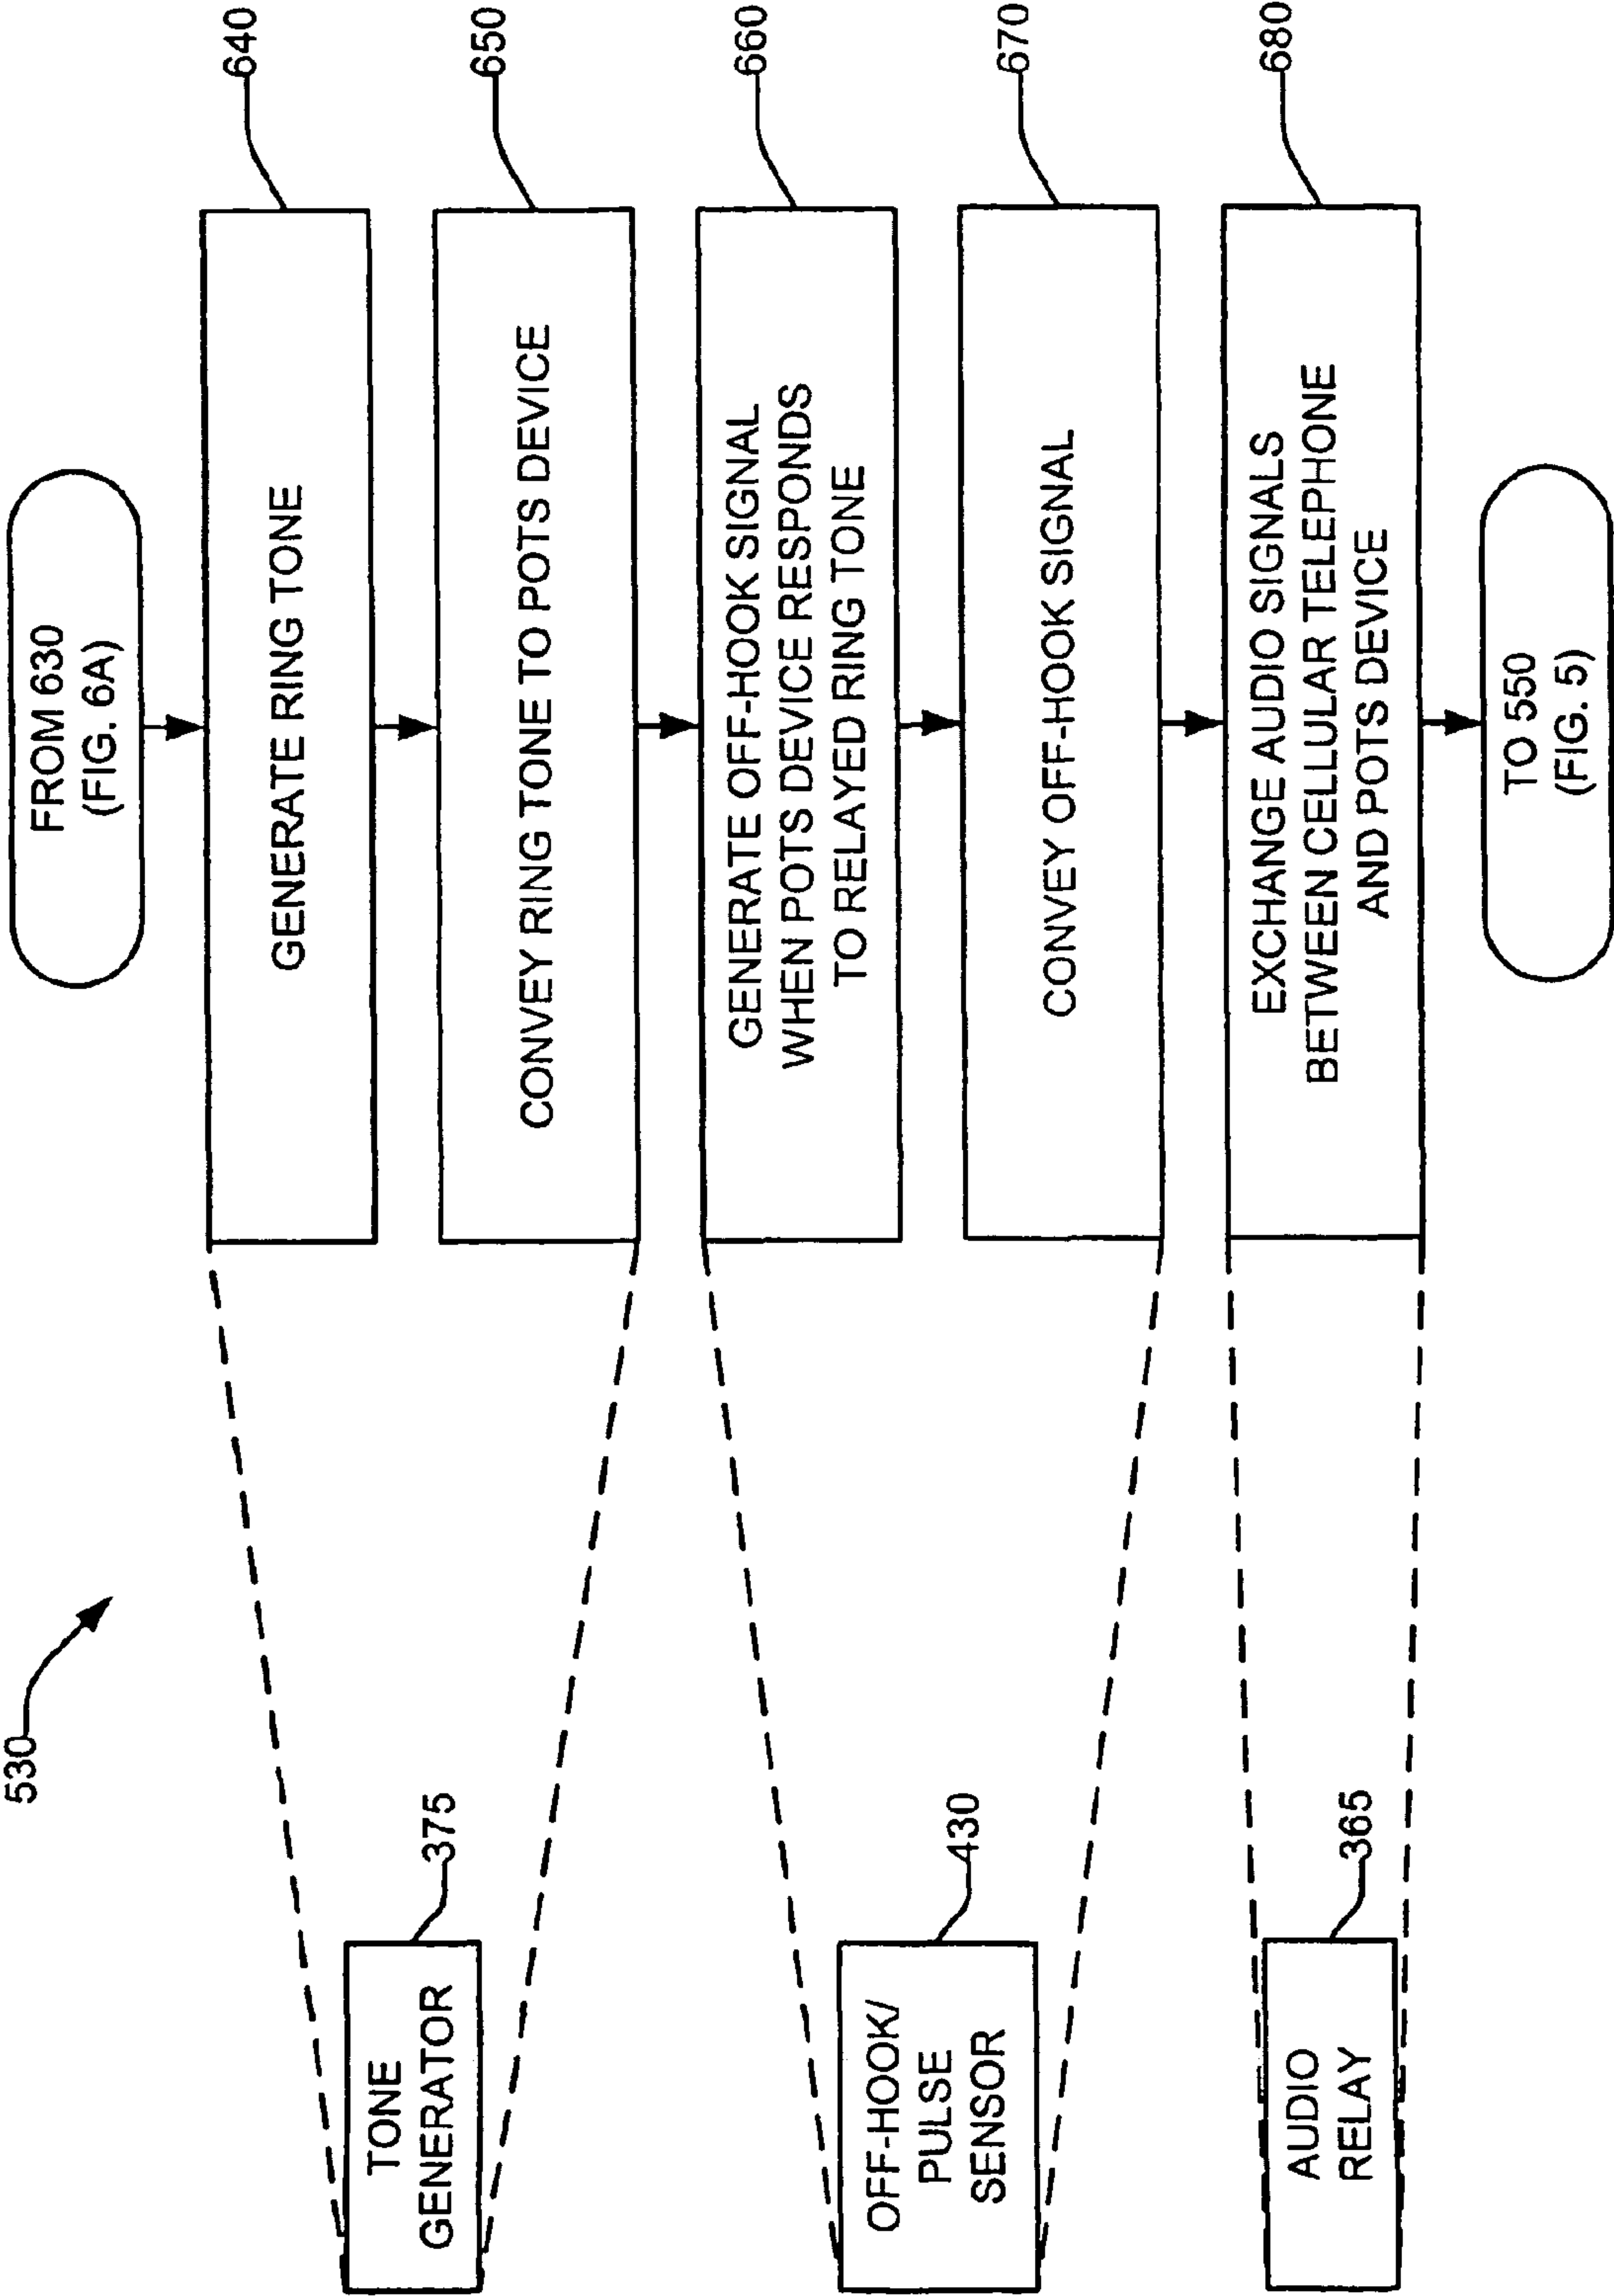 530
FROM 630
(FIG. 6A)
GENERATE RING TONE
640
CONVEY RING TONE TO POTS DEVICE
650
TONE
GENERATOR
375
GENERATE OFF-HOOK SIGNAL
WHEN POTS DEVICE RESPONDS
TO RELAYED RING TONE
660
CONVEY OFF-HOOK SIGNAL
670
OFF-HOOK/
PULSE
SENSOR
430
EXCHANGE AUDIO SIGNALS
BETWEEN CELLULAR TELEPHONE
AND POTS DEVICE
680
AUDIO
RELAY
365
TO 550
(FIG. 5)